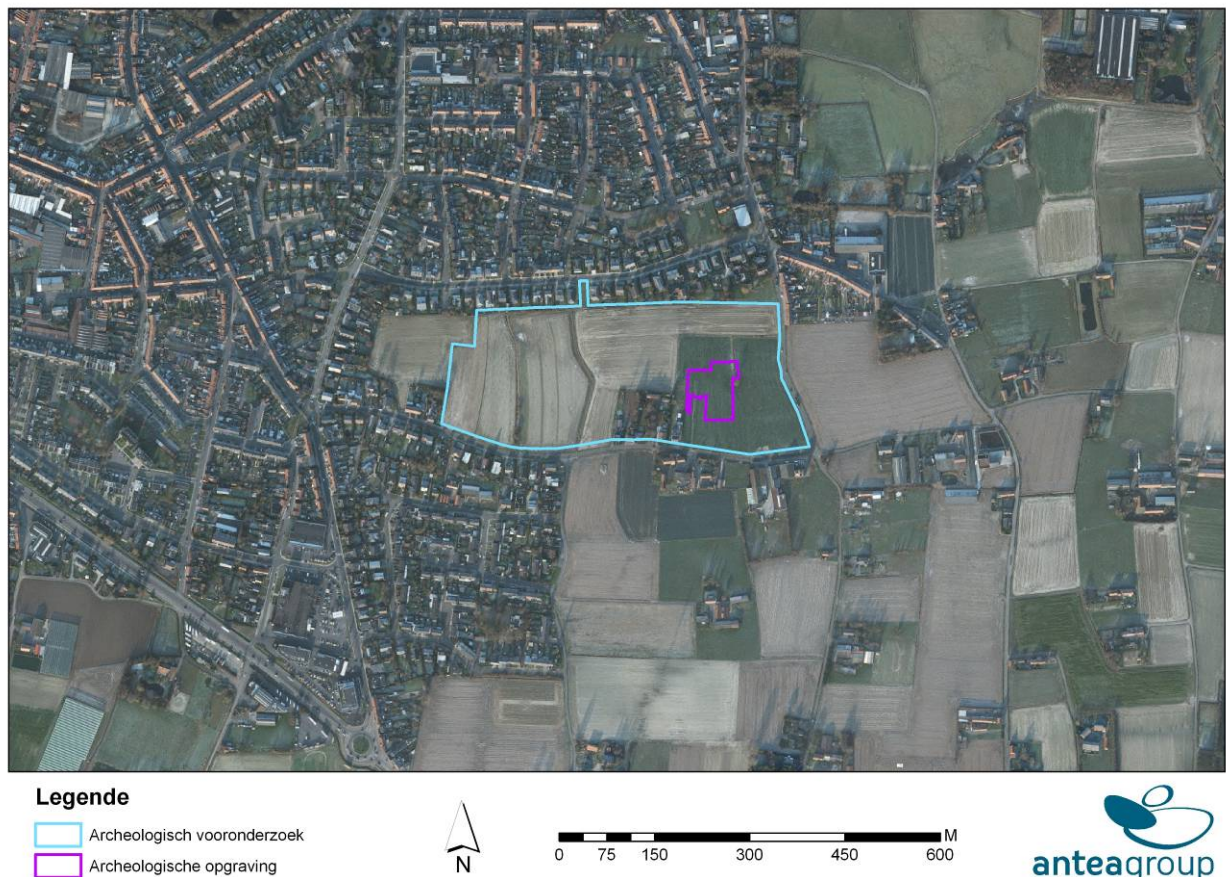 Legende
Archeologisch vooronderzoek
Archeologische opgraving
N
M
0 75 150 300 450 600
anteagroup